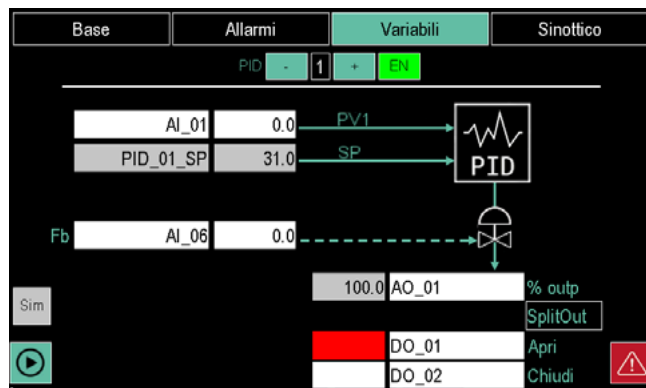 Base Allarmi Variabili Sinottico
PID - 1 + EN
AI_01 0.0 PV1
PID_01_SP 31.0 SP
PID
Fb AI_06 0.0
100.0 AO_01 % outp
Sim
SplitOut
DO_01 Apri
DO_02 Chiudi